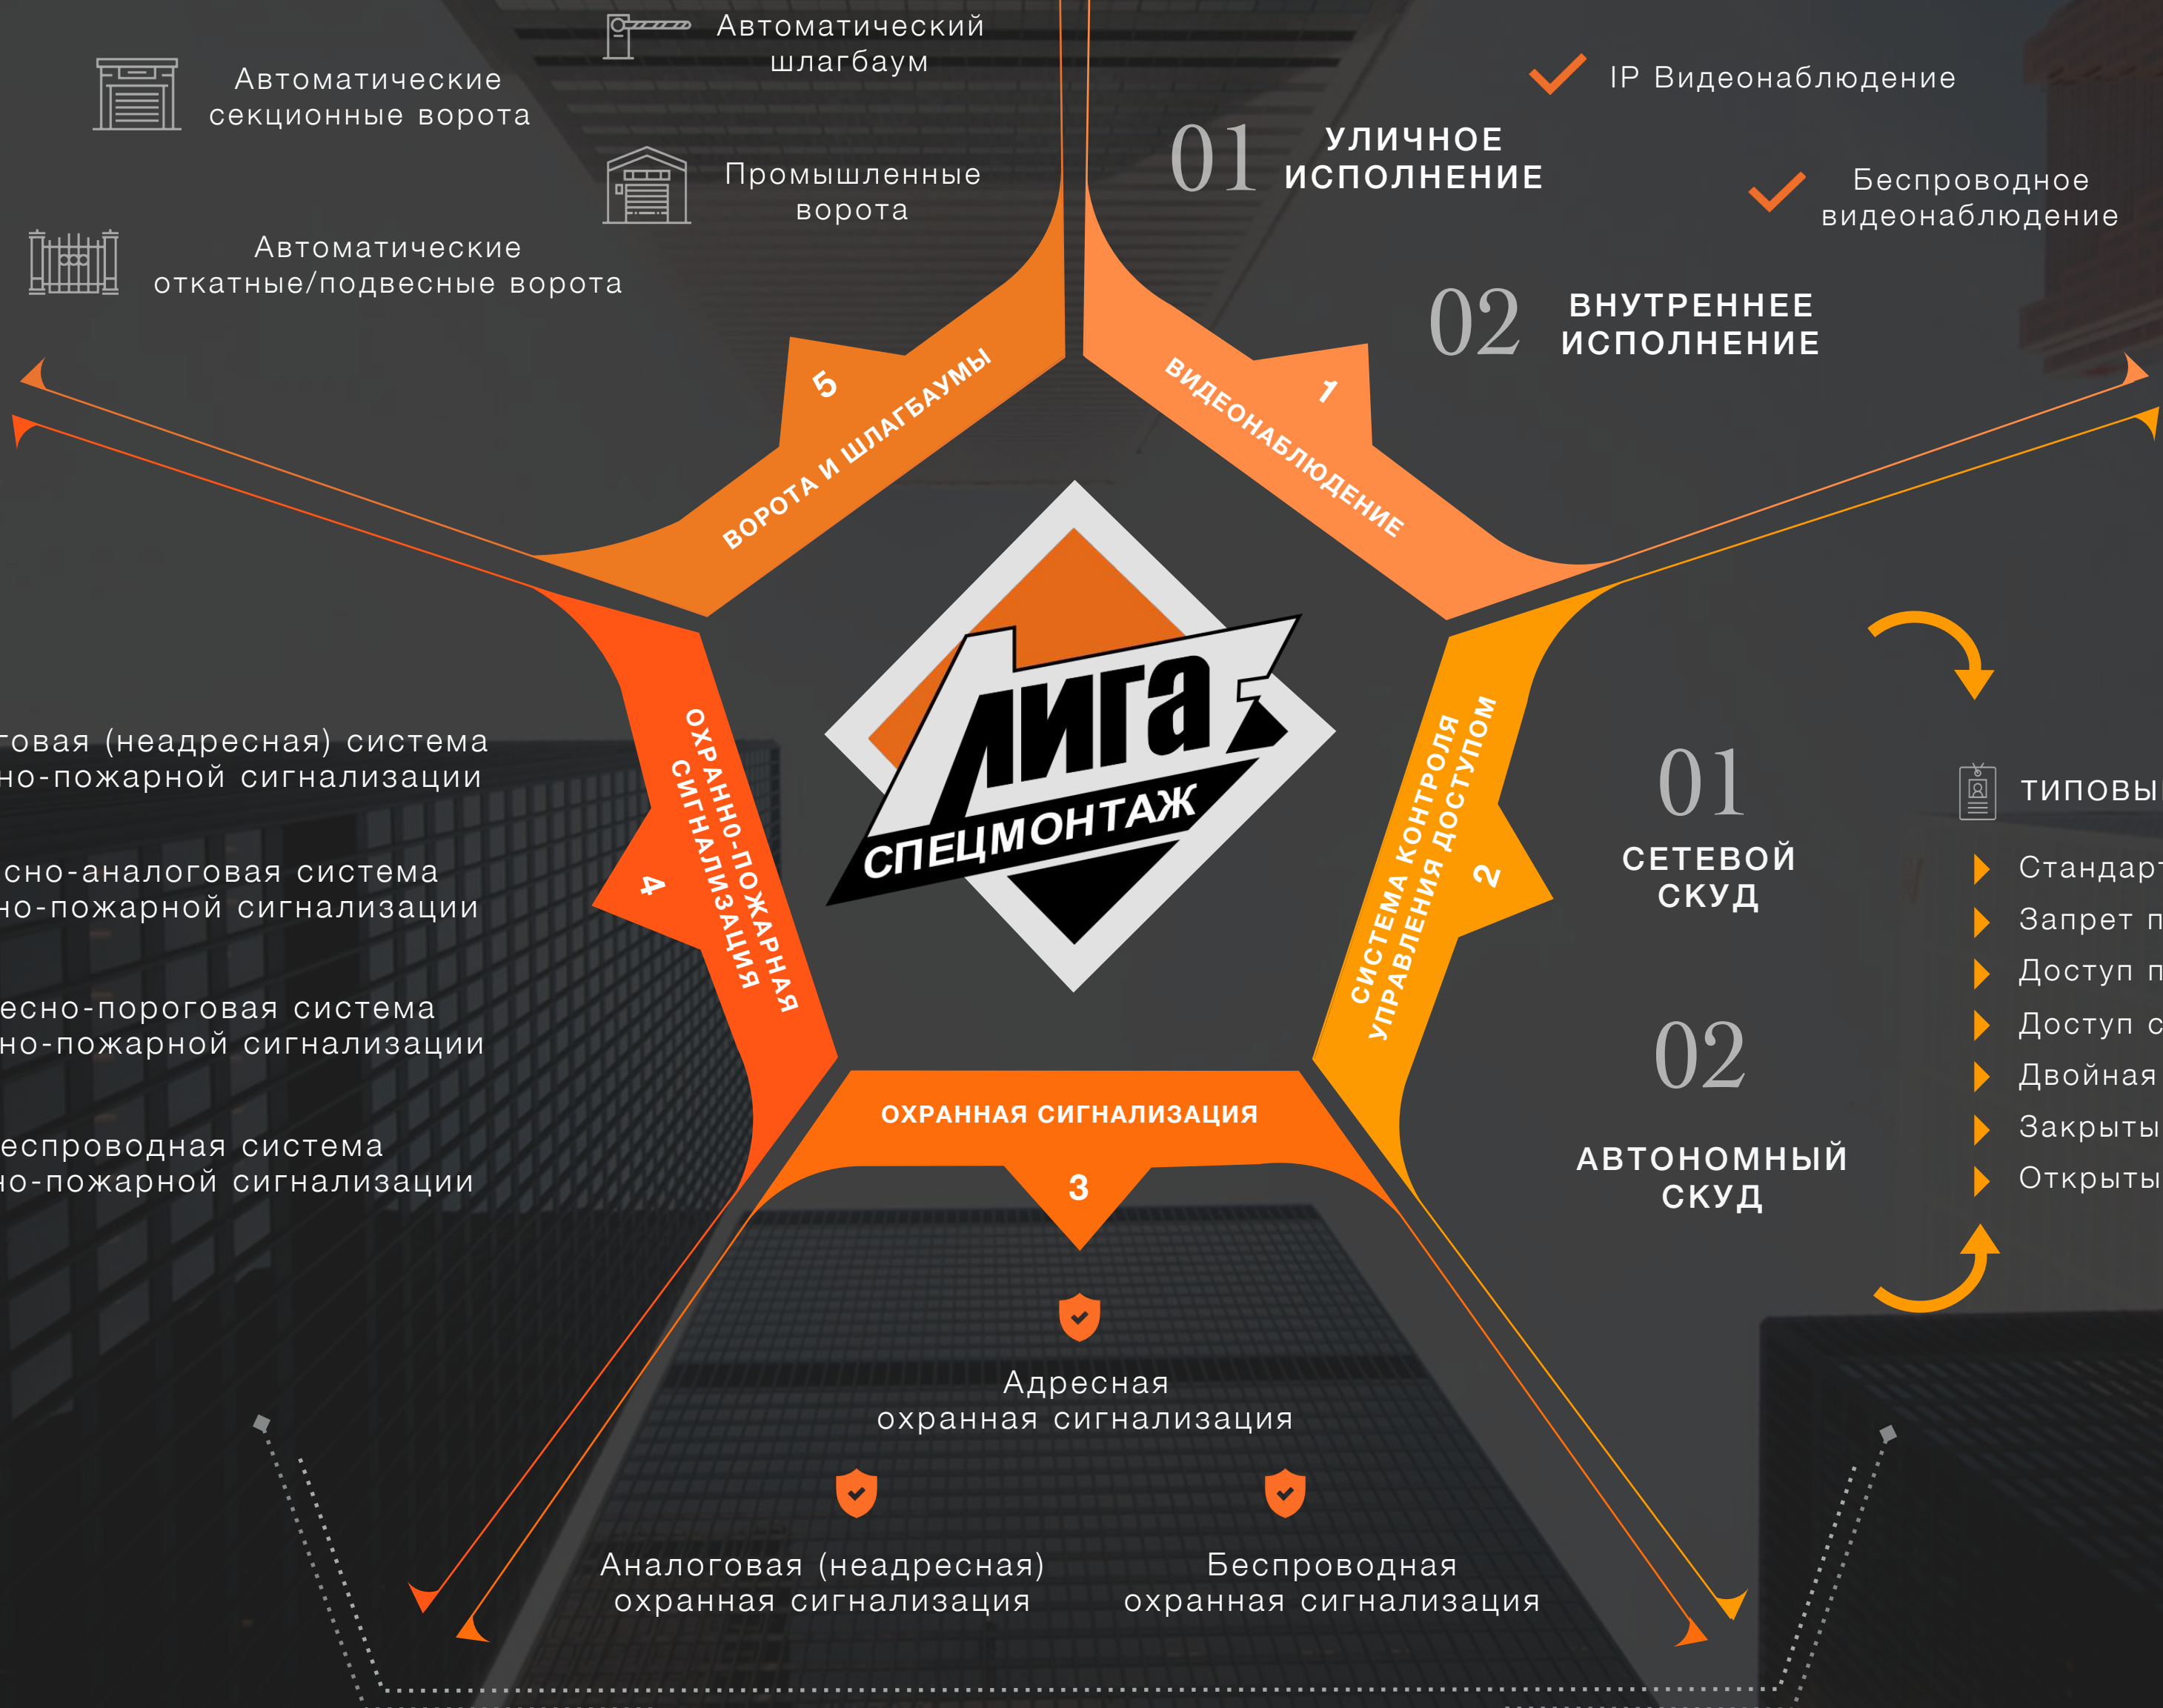 Автоматический
шлагбаум
Автоматические
секционные ворота
Промышленные
ворота
Автоматические
откатные/подвесные ворота
5
ВОРОТА И ШЛАГБАУМЫ
IP Видеонаблюдение
01
УЛИЧНОЕ
ИСПОЛНЕНИЕ
Беспроводное
видеонаблюдение
02
ВНУТРЕННЕЕ
ИСПОЛНЕНИЕ
1
ВИДЕОНАБЛЮДЕНИЕ
Лига
СПЕЦМОНТАЖ
СИСТЕМА КОНТРОЛЯ
УПРАВЛЕНИЯ ДОСТУПОМ
2
01
СЕТЕВОЙ
СКУД
02
АВТОНОМНЫЙ
СКУД
ТИПОВЫ
Стандарт
Запрет п
Доступ п
Доступ с
Двойная
Закрыты
Открыты
говая (неадресная) система
но-пожарной сигнализации
сно-аналоговая система
но-пожарной сигнализации
есно-пороговая система
но-пожарной сигнализации
еспроводная система
но-пожарной сигнализации
4
ОХРАННО-ПОЖАРНАЯ
СИГНАЛИЗАЦИЯ
ОХРАННАЯ СИГНАЛИЗАЦИЯ
3
Адресная
охранная сигнализация
Аналоговая (неадресная)
охранная сигнализация
Беспроводная
охранная сигнализация